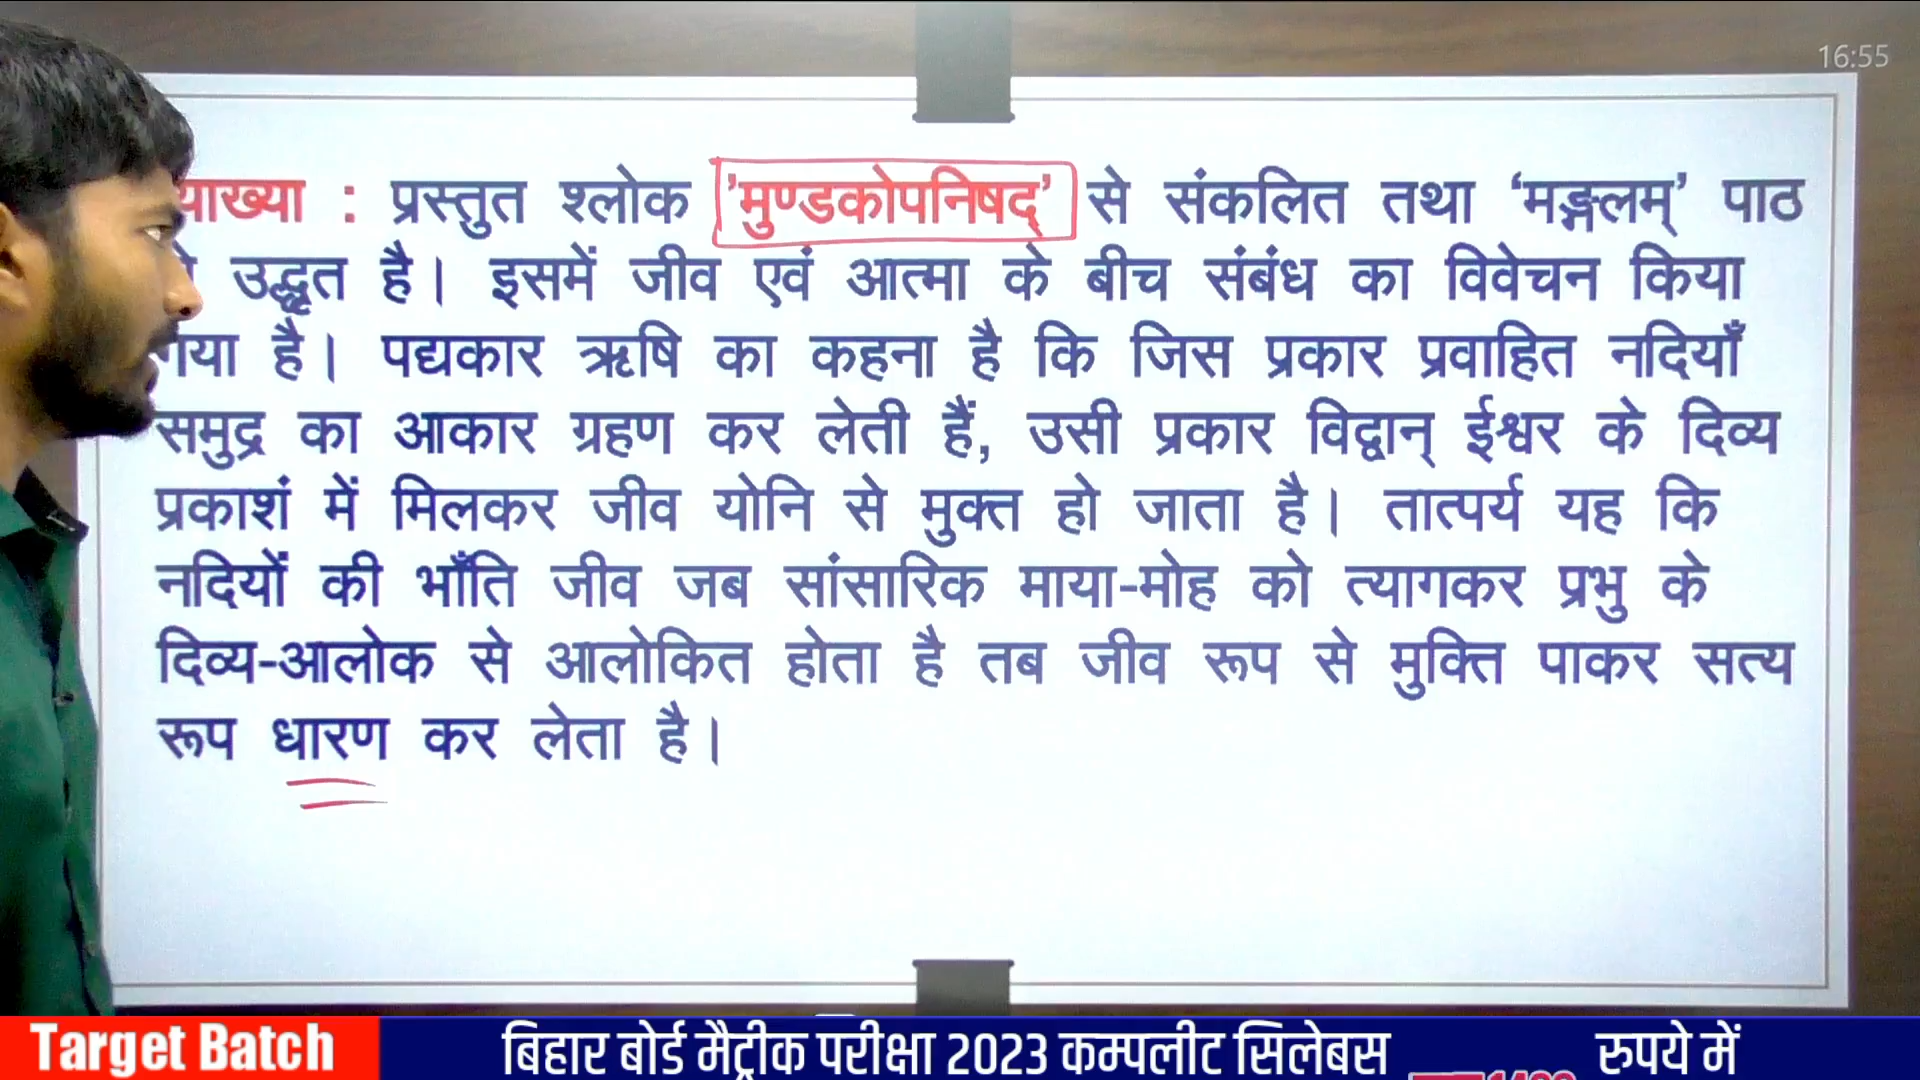 16:55
याख्या : प्रस्तुत श्लोक 'मुण्डकोपनिषद्' से संकलित तथा ‘मङ्गलम्’ पाठ
उद्धृत है। इसमें जीव एवं आत्मा के बीच संबंध का विवेचन किया
गया है। पद्यकार ऋषि का कहना है कि जिस प्रकार प्रवाहित नदियाँ
समुद्र का आकार ग्रहण कर लेती हैं, उसी प्रकार विद्वान् ईश्वर के दिव्य
प्रकाशं में मिलकर जीव योनि से मुक्त हो जाता है। तात्पर्य यह कि
नदियों की भाँति जीव जब सांसारिक माया-मोह को त्यागकर प्रभु के
दिव्य-आलोक से आलोकित होता है तब जीव रूप से मुक्ति पाकर सत्य
रूप धारण कर लेता है।
Target Batch बिहार बोर्ड मैट्रीक परीक्षा 2023 कम्पलीट सिलेबस रुपये में